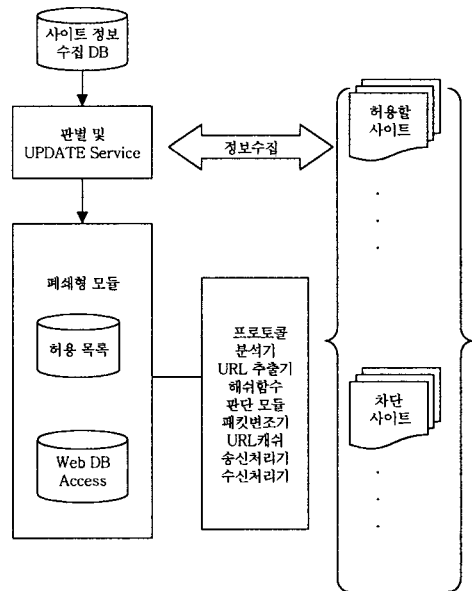 사이트 정보
수집 DB
판별 및
UPDATE Service
정보수집
허용할
사이트
폐쇄형 모듈
허용 목록
Web DB
Access
프로토콜
분석기
URL 추출기
해쉬함수
판단 모듈
패킷변조기
URL캐쉬
송신처리기
수신처리기
차단
사이트